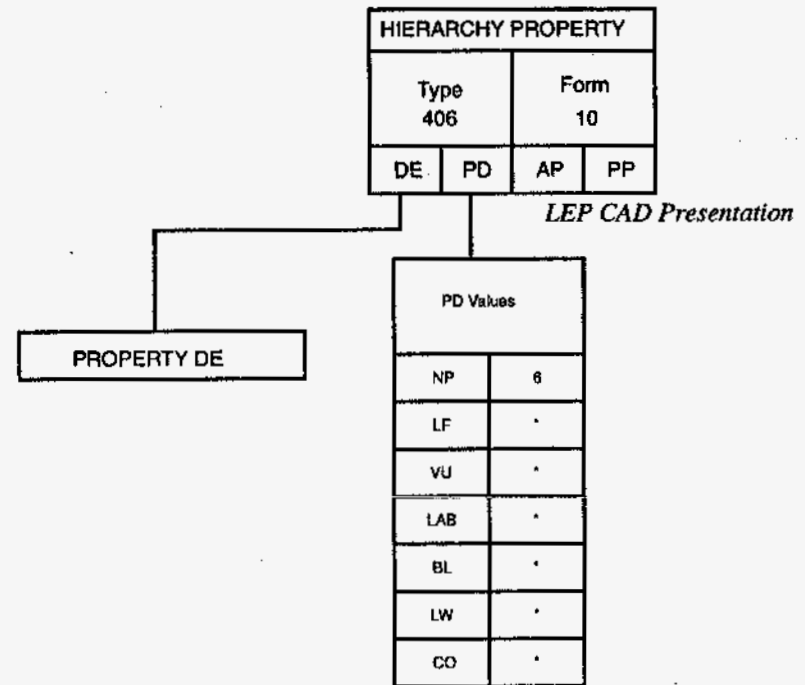 HIERARCHY PROPERTY
Type Form
406 10
DE PD AP PP
LEP CAD Presentation
PD Values
PROPERTY DE
NP 6
LF *
VU *
LAB *
BL *
LW *
CO *